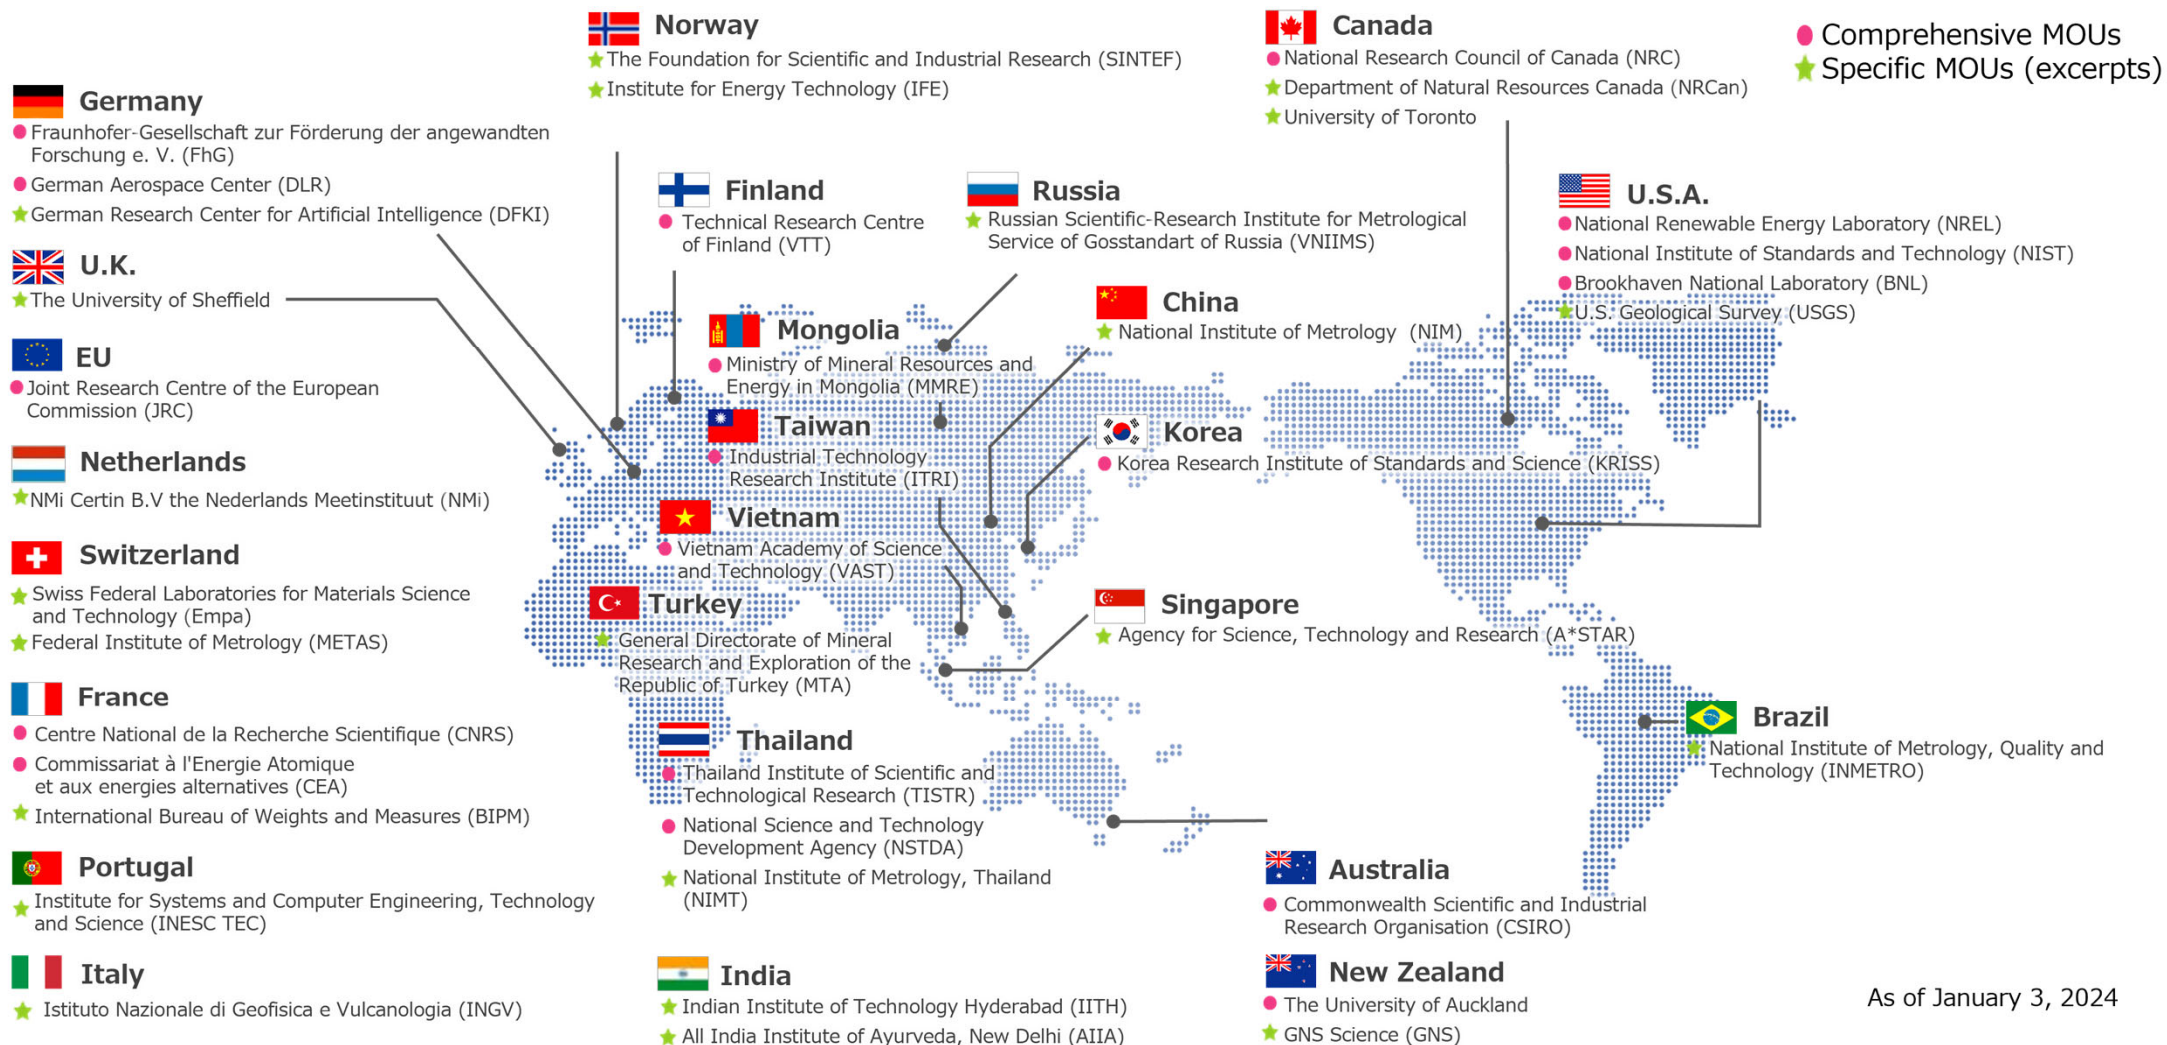 Norway
The Foundation for Scientific and Industrial Research (SINTEF)
Institute for Energy Technology (IFE)
Canada
National Research Council of Canada (NRC)
Department of Natural Resources Canada (NRCan)
University of Toronto
Comprehensive MOUs
Specific MOUs (excerpts)
Germany
Fraunhofer-Gesellschaft zur Förderung der angewandten
Forschung e. V. (FhG)
German Aerospace Center (DLR)
German Research Center for Artificial Intelligence (DFKI)
Finland
Technical Research Centre
of Finland (VTT)
Russia
Russian Scientific-Research Institute for Metrological
Service of Gosstandart of Russia (VNIIMS)
U.S.A.
National Renewable Energy Laboratory (NREL)
National Institute of Standards and Technology (NIST)
Brookhaven National Laboratory (BNL)
U.S. Geological Survey (USGS)
U.K.
The University of Sheffield
EU
Joint Research Centre of the European
Commission (JRC)
Mongolia
Ministry of Mineral Resources and
Energy in Mongolia (MMRE)
China
National Institute of Metrology (NIM)
Taiwan
Industrial Technology
Research Institute (ITRI)
Korea
Korea Research Institute of Standards and Science (KRISS)
Netherlands
NMi Certin B.V the Nederlands Meetinstituut (NMi)
Vietnam
Vietnam Academy of Science
and Technology (VAST)
Switzerland
Swiss Federal Laboratories for Materials Science
and Technology (Empa)
Federal Institute of Metrology (METAS)
Turkey
General Directorate of Mineral
Research and Exploration of the
Republic of Turkey (MTA)
Singapore
Agency for Science, Technology and Research (A*STAR)
France
Centre National de la Recherche Scientifique (CNRS)
Commissariat à l'Energie Atomique
et aux energies alternatives (CEA)
International Bureau of Weights and Measures (BIPM)
Thailand
Thailand Institute of Scientific and
Technological Research (TISTR)
National Science and Technology
Development Agency (NSTDA)
National Institute of Metrology, Thailand
(NIMT)
Brazil
National Institute of Metrology, Quality and
Technology (INMETRO)
Portugal
Institute for Systems and Computer Engineering, Technology
and Science (INESC TEC)
Australia
Commonwealth Scientific and Industrial
Research Organisation (CSIRO)
Italy
Istituto Nazionale di Geofisica e Vulcanologia (INGV)
India
Indian Institute of Technology Hyderabad (IITH)
All India Institute of Ayurveda, New Delhi (AIIA)
New Zealand
The University of Auckland
GNS Science (GNS)
As of January 3, 2024